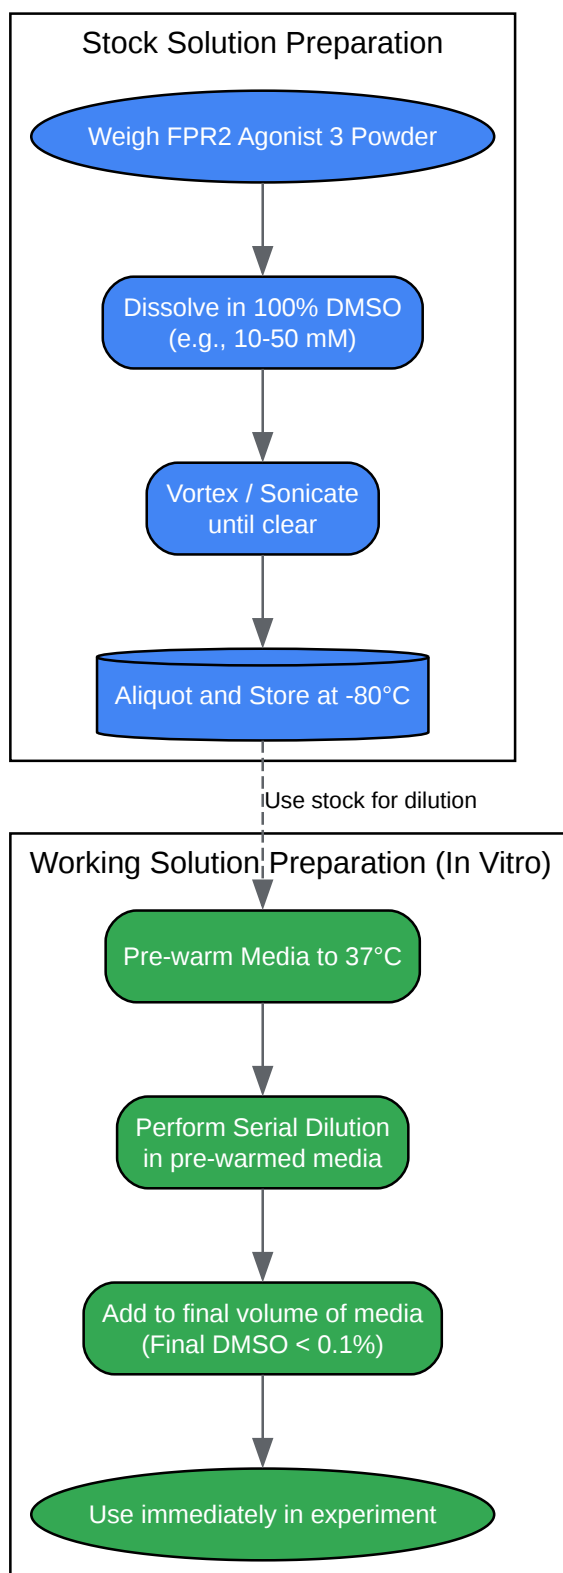 Stock Solution Preparation
Weigh FPR2 Agonist 3 Powder
Dissolve in 100% DMSO
(e.g., 10-50 mM)
Vortex / Sonicate
until clear
Aliquot and Store at -80°C
Use stock for dilution
Working Solution Preparation (In Vitro)
Pre-warm Media to 37°C
Perform Serial Dilution
in pre-warmed media
Add to final volume of media
(Final DMSO < 0.1%)
Use immediately in experiment